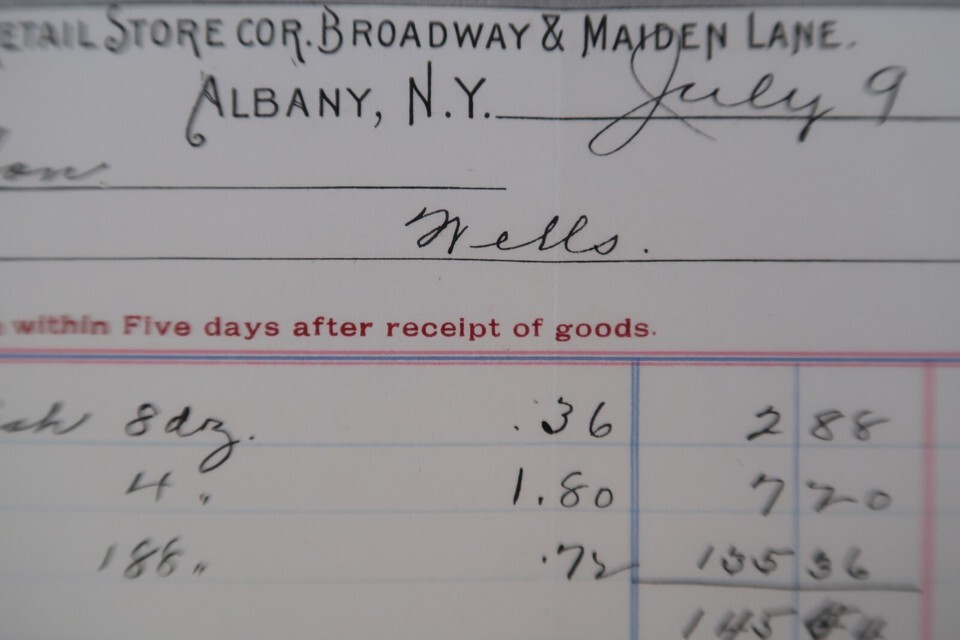 ETAIL STORE COR. BROADWAY & MAIDEN LANE.
ALBANY, N.Y. July 9
Wells.
within Five days after receipt of goods.
8 dz. .36 2 88
4 " 1.80 7 20
188 " .72 135 36
145